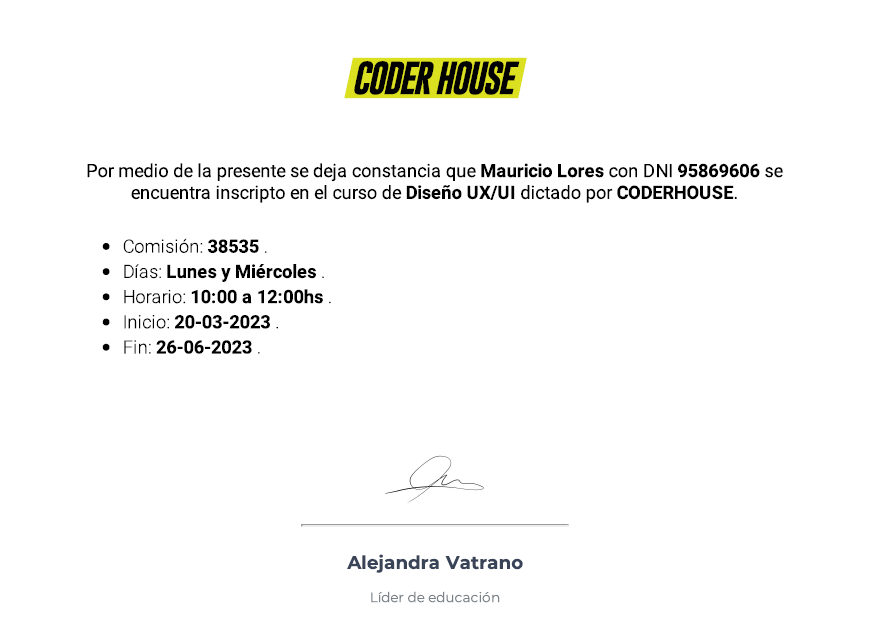 CODER HOUSE
Por medio de la presente se deja constancia que Mauricio Lores con DNI 95869606 se
encuentra inscripto en el curso de Diseño UX/UI dictado por CODERHOUSE.
Comisión: 38535 .
Días: Lunes y Miércoles .
Horario: 10:00 a 12:00hs .
Inicio: 20-03-2023 .
Fin: 26-06-2023 .
Alejandra Vatrano
Líder de educación